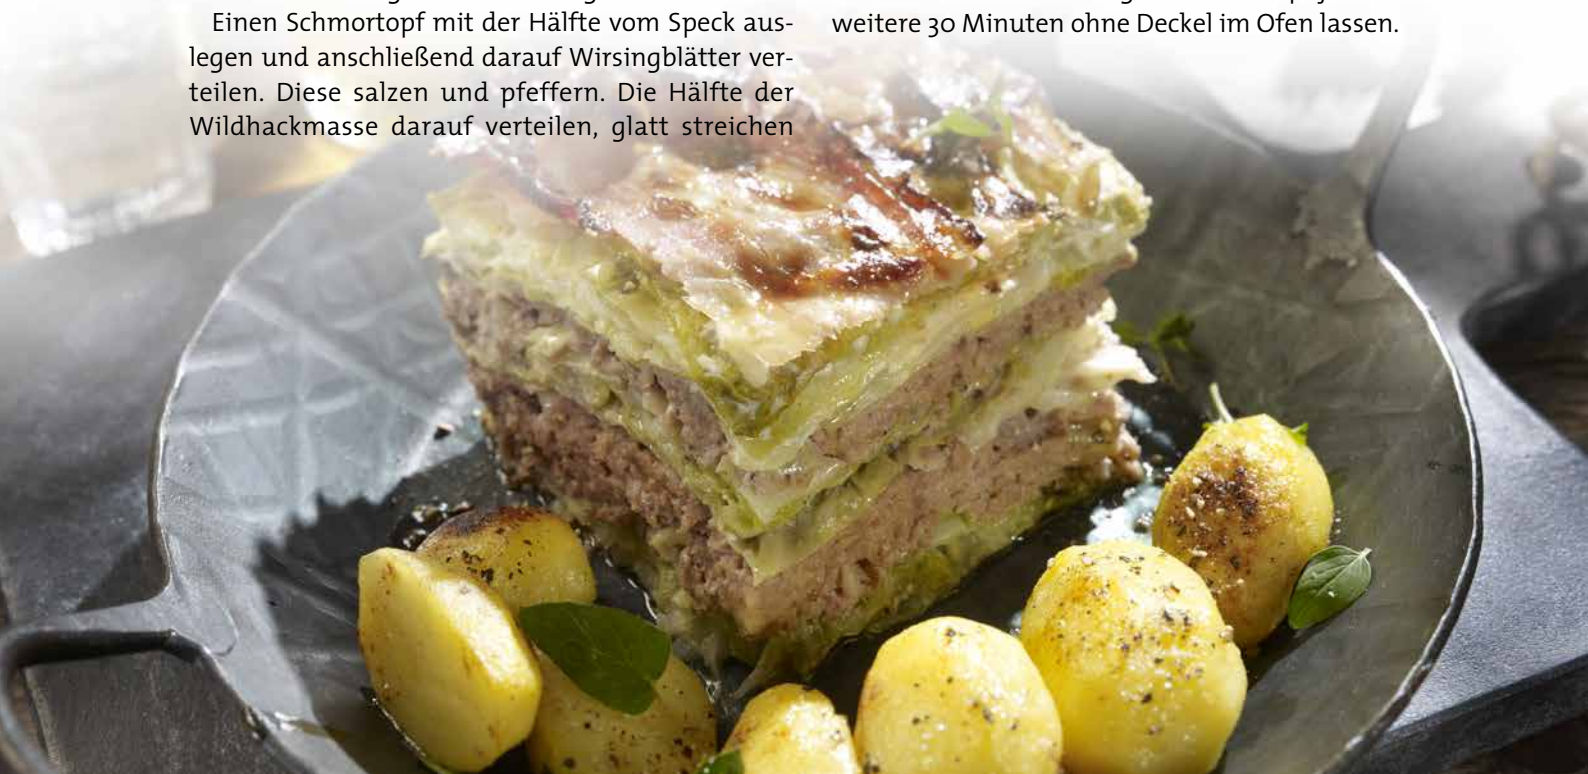 Einen Schmortopf mit der Hälfte vom Speck aus-
legen und anschließend darauf Wirsingblätter ver-
teilen. Diese salzen und pfeffern. Die Hälfte der
Wildhackmasse darauf verteilen, glatt streichen
weitere 30 Minuten ohne Deckel im Ofen lassen.